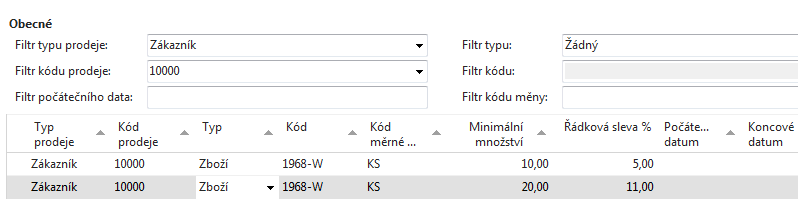 Obecné
Filtr typu prodeje: Zákazník Filtr typu: Žádný
Filtr kódu prodeje: 10000 Filtr kódu:
Filtr počátečního data: Filtr kódu měny:
Typ prodeje Kód prodeje Typ Kód Kód měrné ... Minimální množství Řádková sleva % Počáte... datum Koncové datum
Zákazník 10000 Zboží 1968-W KS 10,00 5,00
Zákazník 10000 Zboží 1968-W KS 20,00 11,00